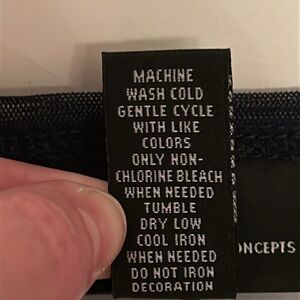 MACHINE
WASH COLD
GENTLE CYCLE
WITH LIKE
COLORS
ONLY NON-
CHLORINE BLEACH
WHEN NEEDED
TUMBLE
DRY LOW
COOL IRON
WHEN NEEDED
DO NOT IRON
DECORATION
ONCEPTS